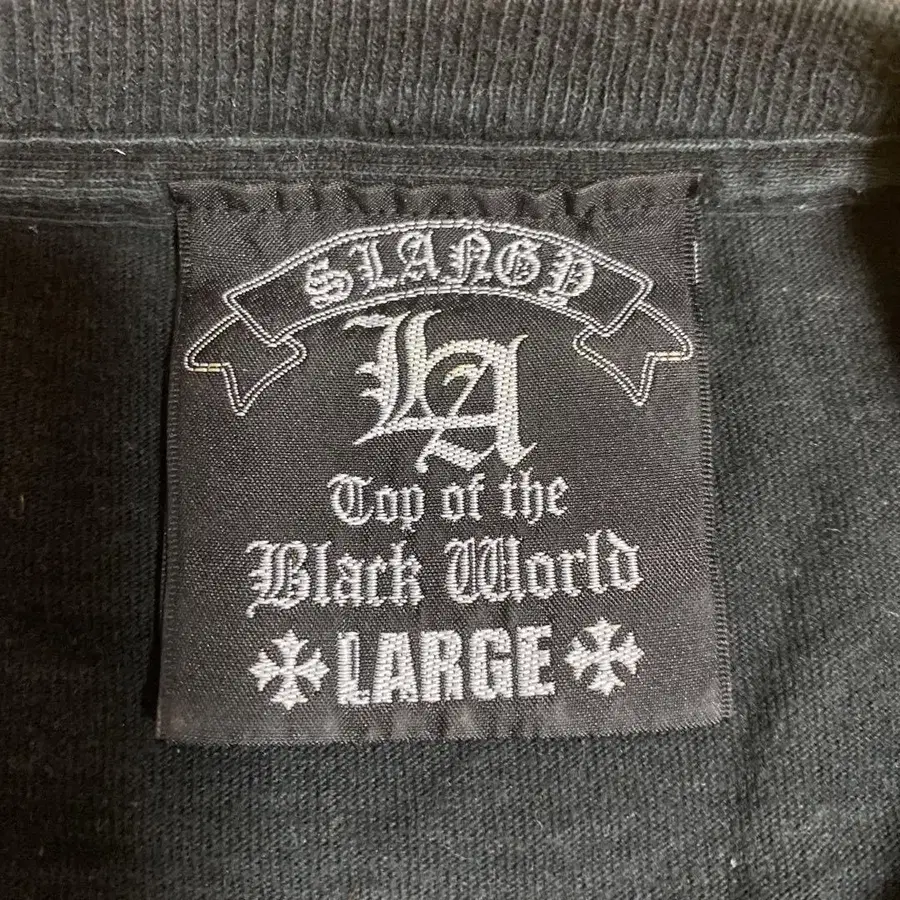 SLANGY
LA
Top of the
Black World
LARGE